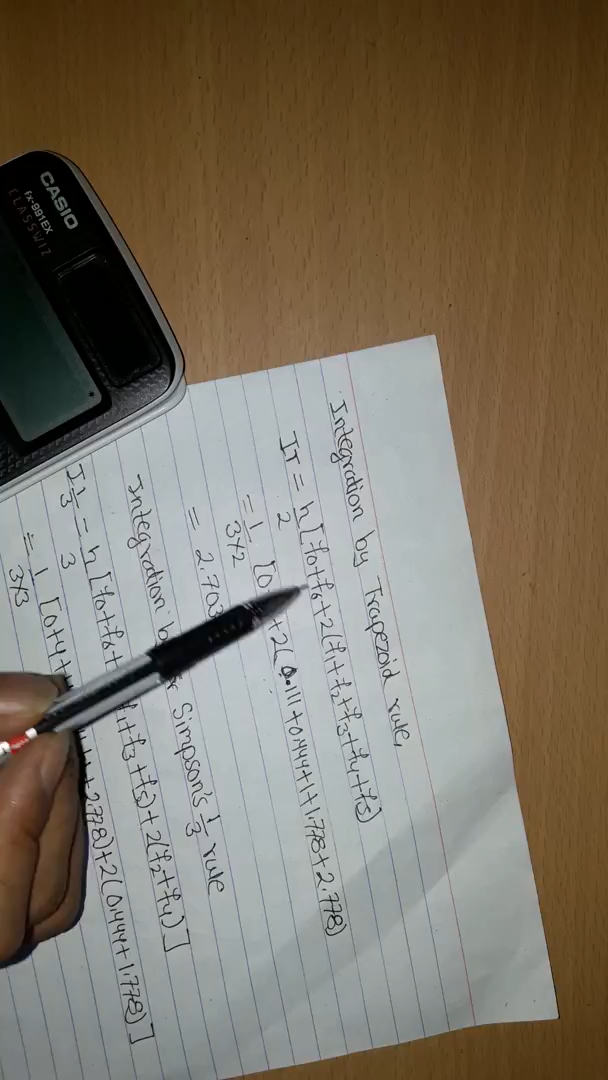 CASIO
fx-991EX
CLASSWIZ
Integration by Trapezoid rule,
IT = h/2 [f0+f6+2(f1+f2+f3+f4+f5)
= 1/3×2 [0 +2(0.111+0.444+1+1.778+2.778)
= 2.703
Integration Simpson's 1/3 rule
I1/3 = h/3 [f0+f6+ f1+f3+f5)+2(f2+f4)]
= 1/3×3 [0+4+ 2.778)+2(0.444+1.778)]